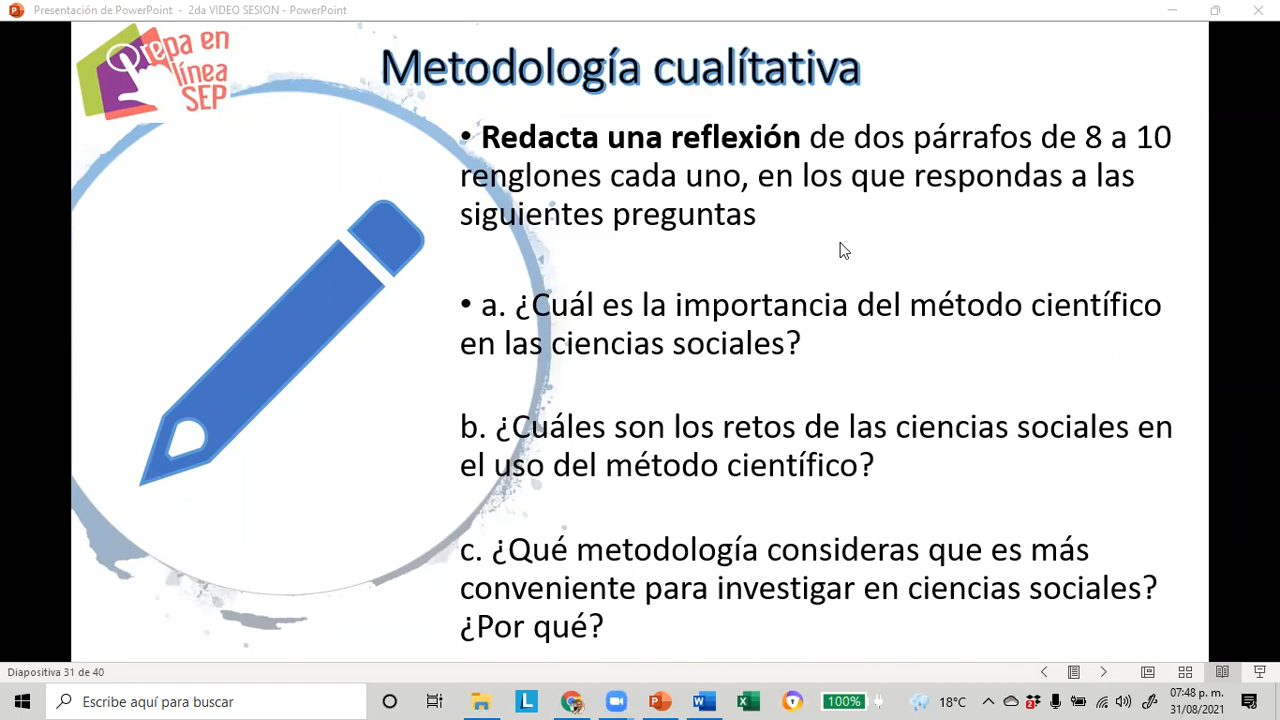 Presentación de PowerPoint - 2da VIDEO SESION - PowerPoint
Prepa en
línea
SEP
Metodología cualítativa
• Redacta una reflexión de dos párrafos de 8 a 10
renglones cada uno, en los que respondas a las
siguientes preguntas
• a. ¿Cuál es la importancia del método científico
en las ciencias sociales?
b. ¿Cuáles son los retos de las ciencias sociales en
el uso del método científico?
c. ¿Qué metodología consideras que es más
conveniente para investigar en ciencias sociales?
¿Por qué?
Diapositiva 31 de 40
Escribe aquí para buscar
100%
18°C
07:48 p. m.
31/08/2021